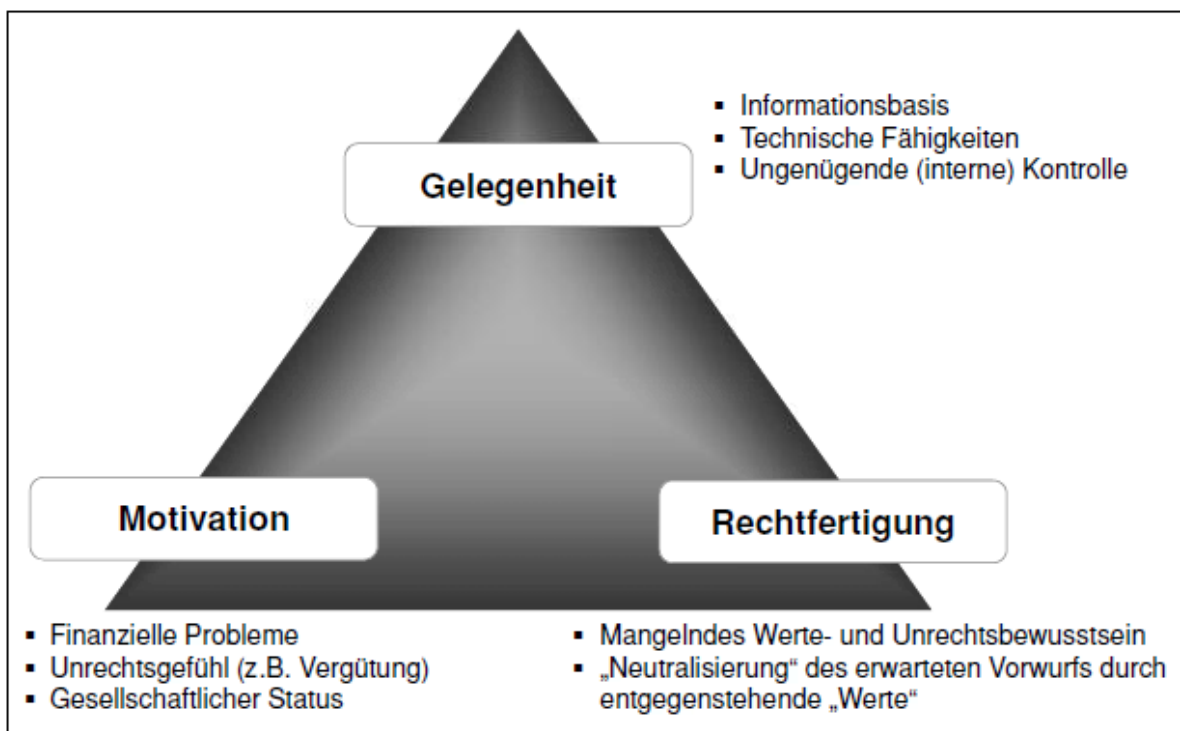 ▪ Informationsbasis
▪ Technische Fähigkeiten
▪ Ungenügende (interne) Kontrolle
Gelegenheit
Motivation
Rechtfertigung
▪ Finanzielle Probleme
▪ Unrechtsgefühl (z.B. Vergütung)
▪ Gesellschaftlicher Status
▪ Mangelndes Werte- und Unrechtsbewusstsein
▪ „Neutralisierung“ des erwarteten Vorwurfs durch
entgegenstehende „Werte“